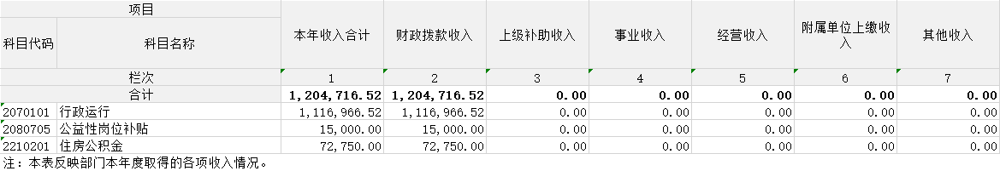 项目 本年收入合计 财政拨款收入 上级补助收入 事业收入 经营收入 附属单位上缴收入 其他收入
科目代码 科目名称
栏次 1 2 3 4 5 6 7
合计 1,204,716.52 1,204,716.52 0.00 0.00 0.00 0.00 0.00
2070101 行政运行 1,116,966.52 1,116,966.52 0.00 0.00 0.00 0.00 0.00
2080705 公益性岗位补贴 15,000.00 15,000.00 0.00 0.00 0.00 0.00 0.00
2210201 住房公积金 72,750.00 72,750.00 0.00 0.00 0.00 0.00 0.00
注：本表反映部门本年度取得的各项收入情况。